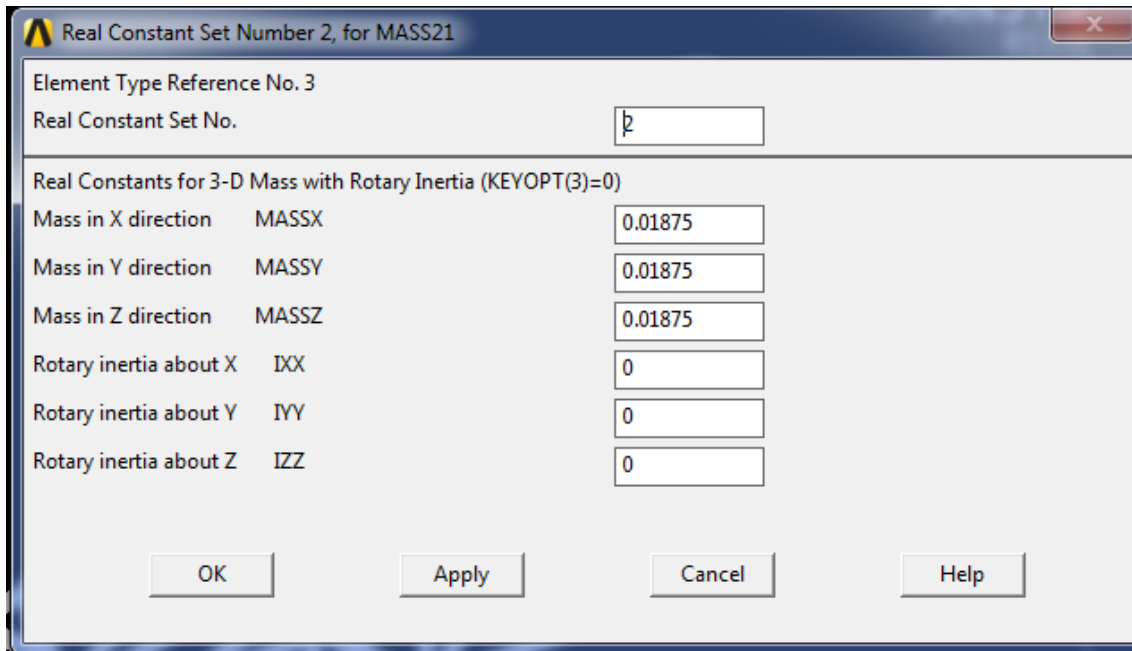 Real Constant Set Number 2, for MASS21
Element Type Reference No. 3
Real Constant Set No. 2
Real Constants for 3-D Mass with Rotary Inertia (KEYOPT(3)=0)
Mass in X direction MASSX 0.01875
Mass in Y direction MASSY 0.01875
Mass in Z direction MASSZ 0.01875
Rotary inertia about X IXX 0
Rotary inertia about Y IYY 0
Rotary inertia about Z IZZ 0
OK Apply Cancel Help